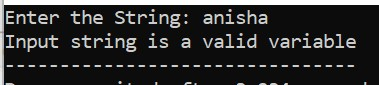 Enter the String: anisha
Input string is a valid variable
--------------------------------